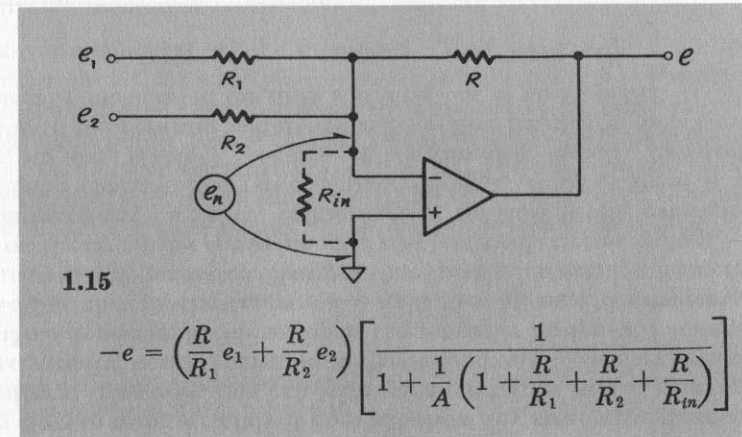 e₁ R₁ R e
e₂ R₂
eₙ Rᵢₙ − +
1.15
−e = (R/R₁ e₁ + R/R₂ e₂) [1 / (1 + 1/A (1 + R/R₁ + R/R₂ + R/Rᵢₙ))]